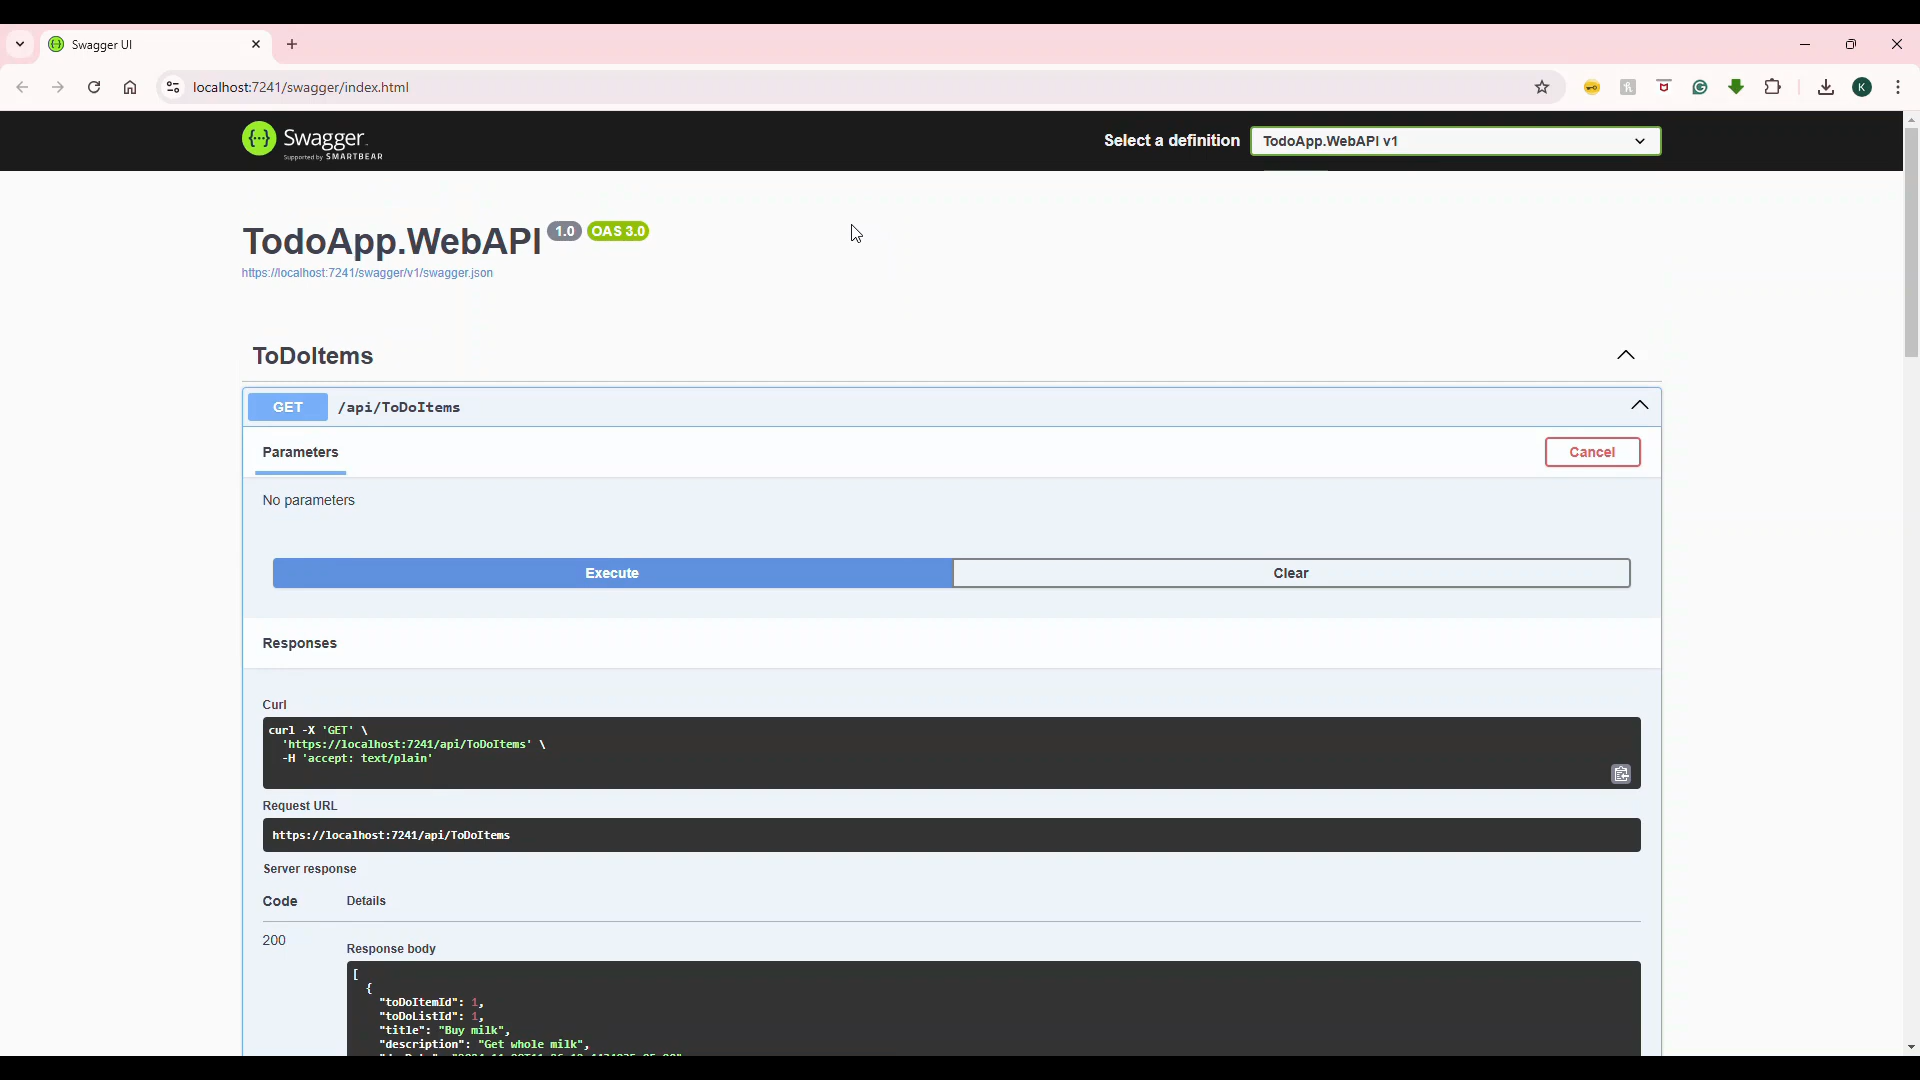 Swagger UI
localhost:7241/swagger/index.html
K
Swagger.
Supported by SMARTBEAR
Select a definition
TodoApp.WebAPI v1
TodoApp.WebAPI 1.0 OAS 3.0
https://localhost:7241/swagger/v1/swagger.json
ToDoItems
GET /api/ToDoItems
Parameters
Cancel
No parameters
Execute
Clear
Responses
Curl
curl -X 'GET' \
'https://localhost:7241/api/ToDoItems' \
-H 'accept: text/plain'
Request URL
https://localhost:7241/api/ToDoItems
Server response
Code Details
200
Response body
[
{
"toDoItemId": 1,
"toDoListId": 1,
"title": "Buy milk",
"description": "Get whole milk",